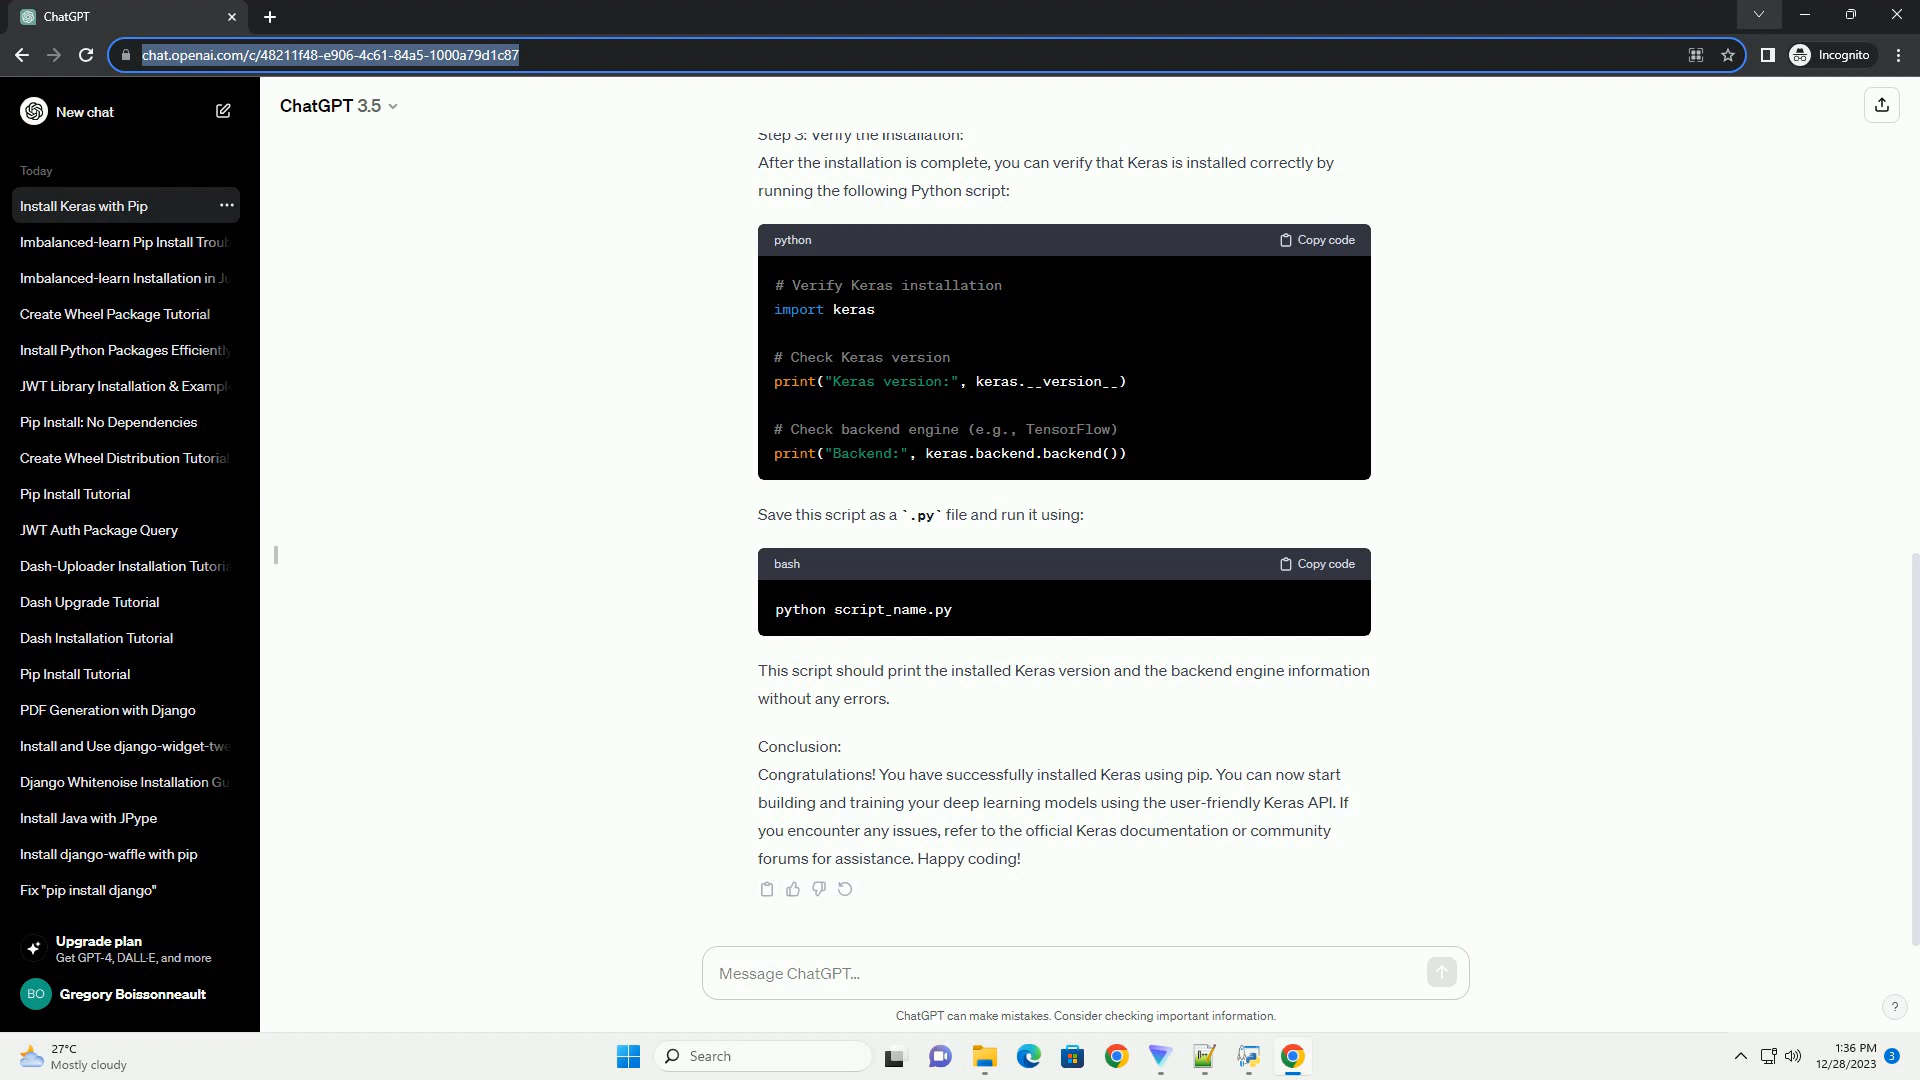 ChatGPT
chat.openai.com/c/48211f48-e906-4c61-84a5-1000a79d1c87
Incognito
New chat
Today
Install Keras with Pip
Imbalanced-learn Pip Install Trou
Imbalanced-learn Installation in Ju
Create Wheel Package Tutorial
Install Python Packages Efficiently
JWT Library Installation & Exampl
Pip Install: No Dependencies
Create Wheel Distribution Tutorial
Pip Install Tutorial
JWT Auth Package Query
Dash-Uploader Installation Tutoria
Dash Upgrade Tutorial
Dash Installation Tutorial
Pip Install Tutorial
PDF Generation with Django
Install and Use django-widget-twe
Django Whitenoise Installation Gu
Install Java with JPype
Install django-waffle with pip
Fix "pip install django"
Upgrade plan
Get GPT-4, DALL·E, and more
BO Gregory Boissonneault
ChatGPT 3.5
Step 3: Verify the Installation:
After the installation is complete, you can verify that Keras is installed correctly by
running the following Python script:
python Copy code
# Verify Keras installation
import keras
# Check Keras version
print("Keras version:", keras.__version__)
# Check backend engine (e.g., TensorFlow)
print("Backend:", keras.backend.backend())
Save this script as a `.py` file and run it using:
bash Copy code
python script_name.py
This script should print the installed Keras version and the backend engine information
without any errors.
Conclusion:
Congratulations! You have successfully installed Keras using pip. You can now start
building and training your deep learning models using the user-friendly Keras API. If
you encounter any issues, refer to the official Keras documentation or community
forums for assistance. Happy coding!
Message ChatGPT...
ChatGPT can make mistakes. Consider checking important information.
?
27°C
Mostly cloudy
Search
1:36 PM
12/28/2023
3